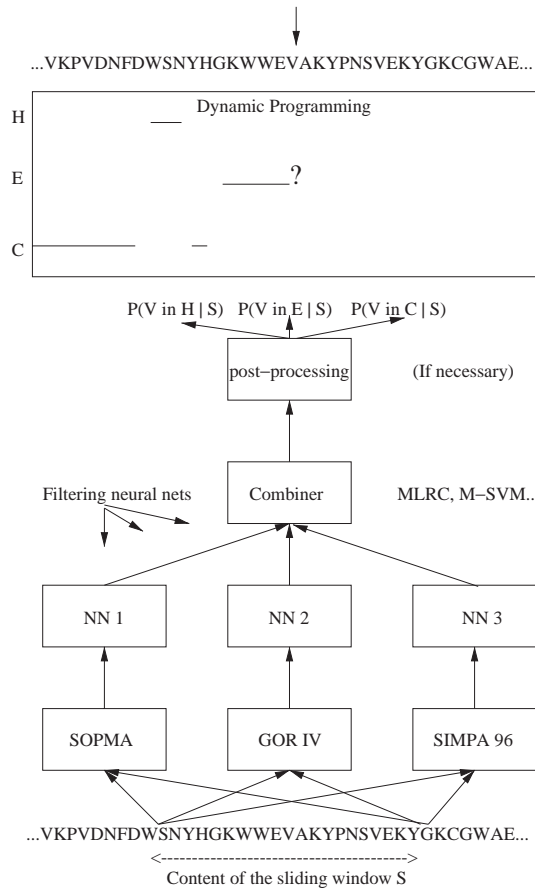 ...VKPVDNFDWSNYHGKWWEVAKYPNSVEKYGKCGWAE...
Dynamic Programming
H
E
?
C
P(V in H | S) P(V in E | S) P(V in C | S)
post−processing (If necessary)
Filtering neural nets Combiner MLRC, M−SVM..
NN 1 NN 2 NN 3
SOPMA GOR IV SIMPA 96
...VKPVDNFDWSNYHGKWWEVAKYPNSVEKYGKCGWAE...
<--------------------------------------->
Content of the sliding window S